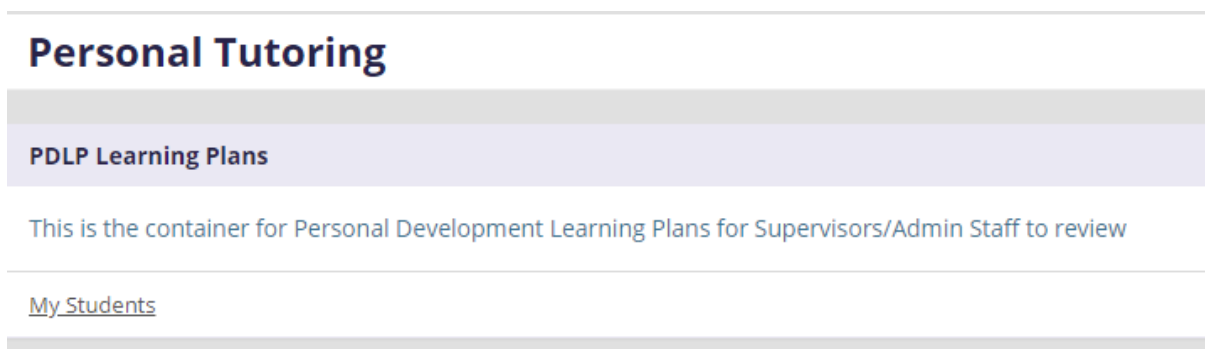 Personal Tutoring
PDLP Learning Plans
This is the container for Personal Development Learning Plans for Supervisors/Admin Staff to review
My Students